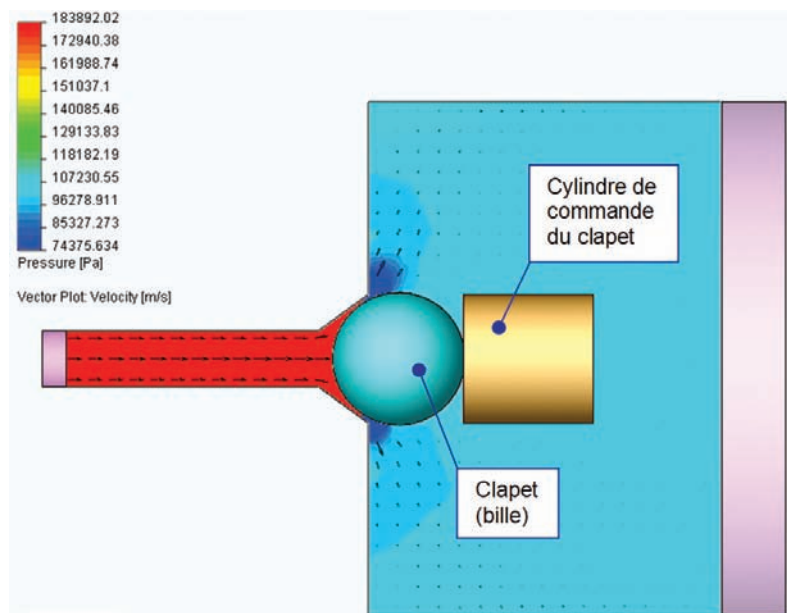 183892.02
172940.38
161988.74
151037.1
140085.46
129133.83
118182.19
107230.55
96278.911
85327.273
74375.634
Pressure [Pa]
Vector Plot: Velocity [m/s]
Cylindre de
commande
du clapet
Clapet
(bille)